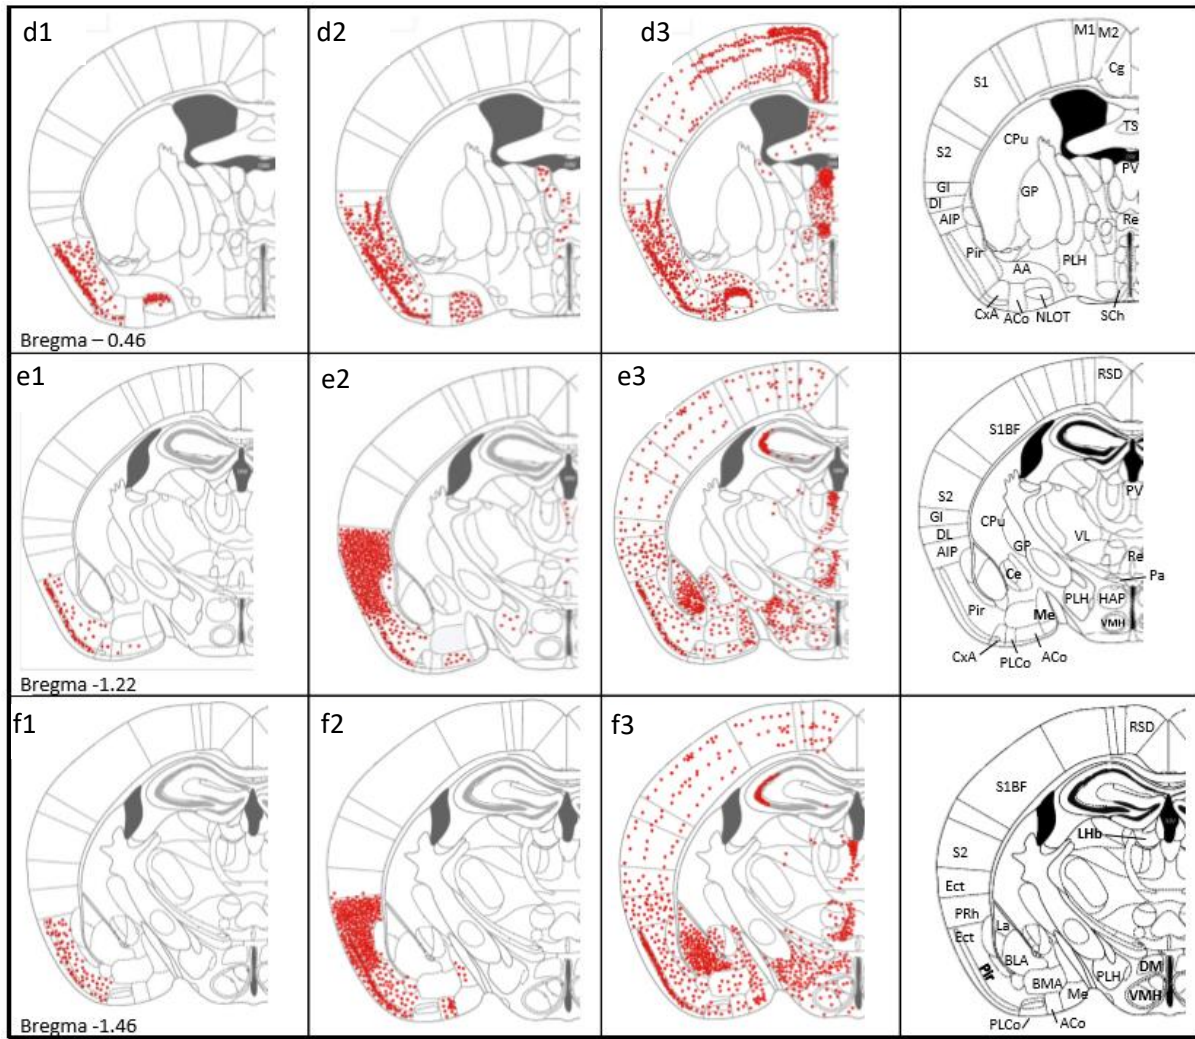 d1
d2
d3
M1
M2
Cg
S1
TS
CPu
S2
PV
GP
GI
DI
AIP
Re
Pir
PLH
AA
CxA
ACo
NLOT
SCh
Bregma – 0.46
e1
e2
e3
RSD
S1BF
PV
S2
GI
CPu
DL
VL
GP
AIP
Re
Ce
Pa
PLH
HAP
Pir
Me
VMH
CxA
PLCo
ACo
Bregma -1.22
f1
f2
f3
RSD
S1BF
LHb
S2
Ect
PRh
La
Ect
BLA
DM
Pir
PLH
BMA
Me
VMH
PLCo
ACo
Bregma -1.46